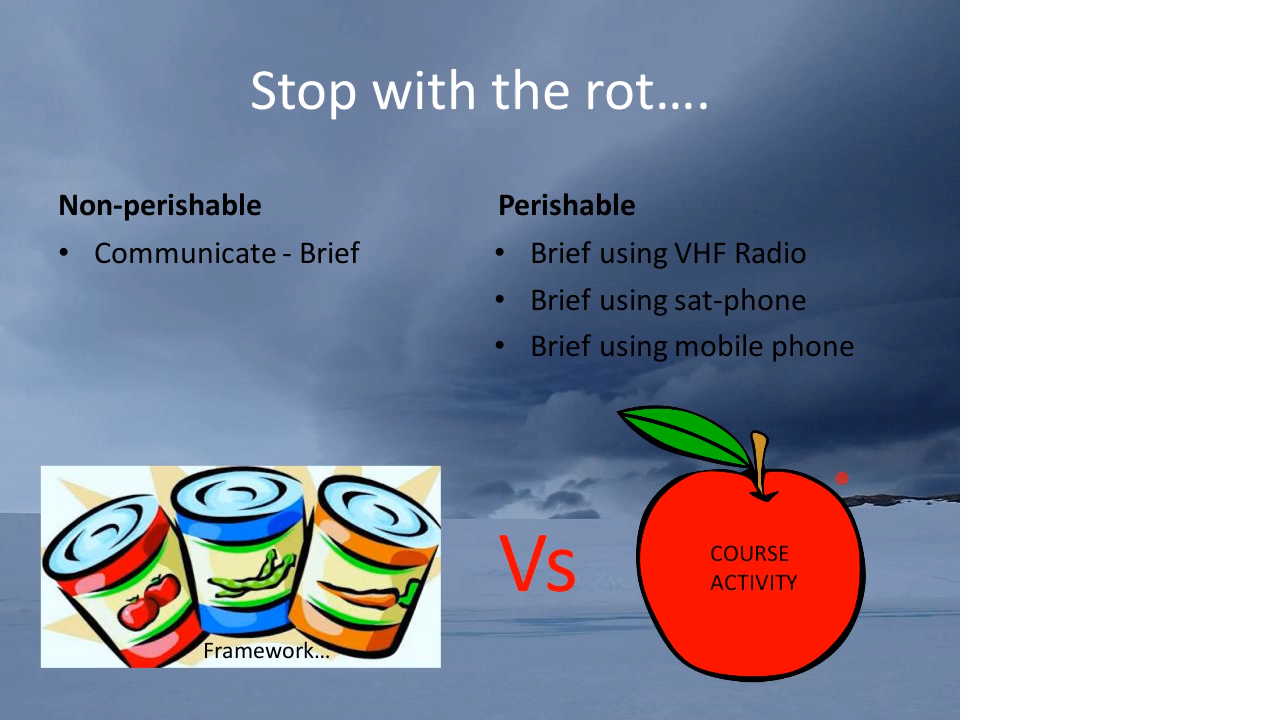 Stop with the rot….
Non-perishable
• Communicate - Brief
Perishable
• Brief using VHF Radio
• Brief using sat-phone
• Brief using mobile phone
Framework…
Vs
COURSE
ACTIVITY